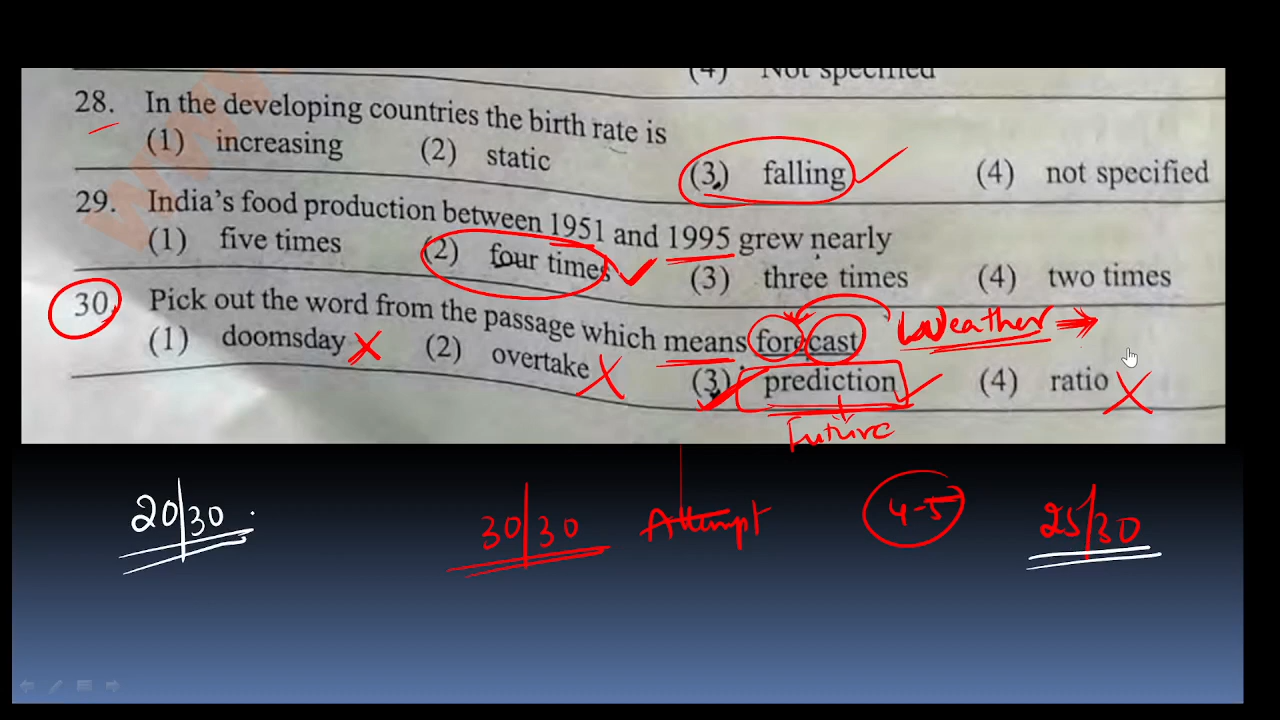 (4) Not specified
28. In the developing countries the birth rate is
(1) increasing (2) static (3) falling (4) not specified
29. India's food production between 1951 and 1995 grew nearly
(1) five times (2) four times (3) three times (4) two times
30. Pick out the word from the passage which means forecast Weather
(1) doomsday (2) overtake (3) prediction (4) ratio
Future
20/30 30/30 Attempt 4-5 25/30